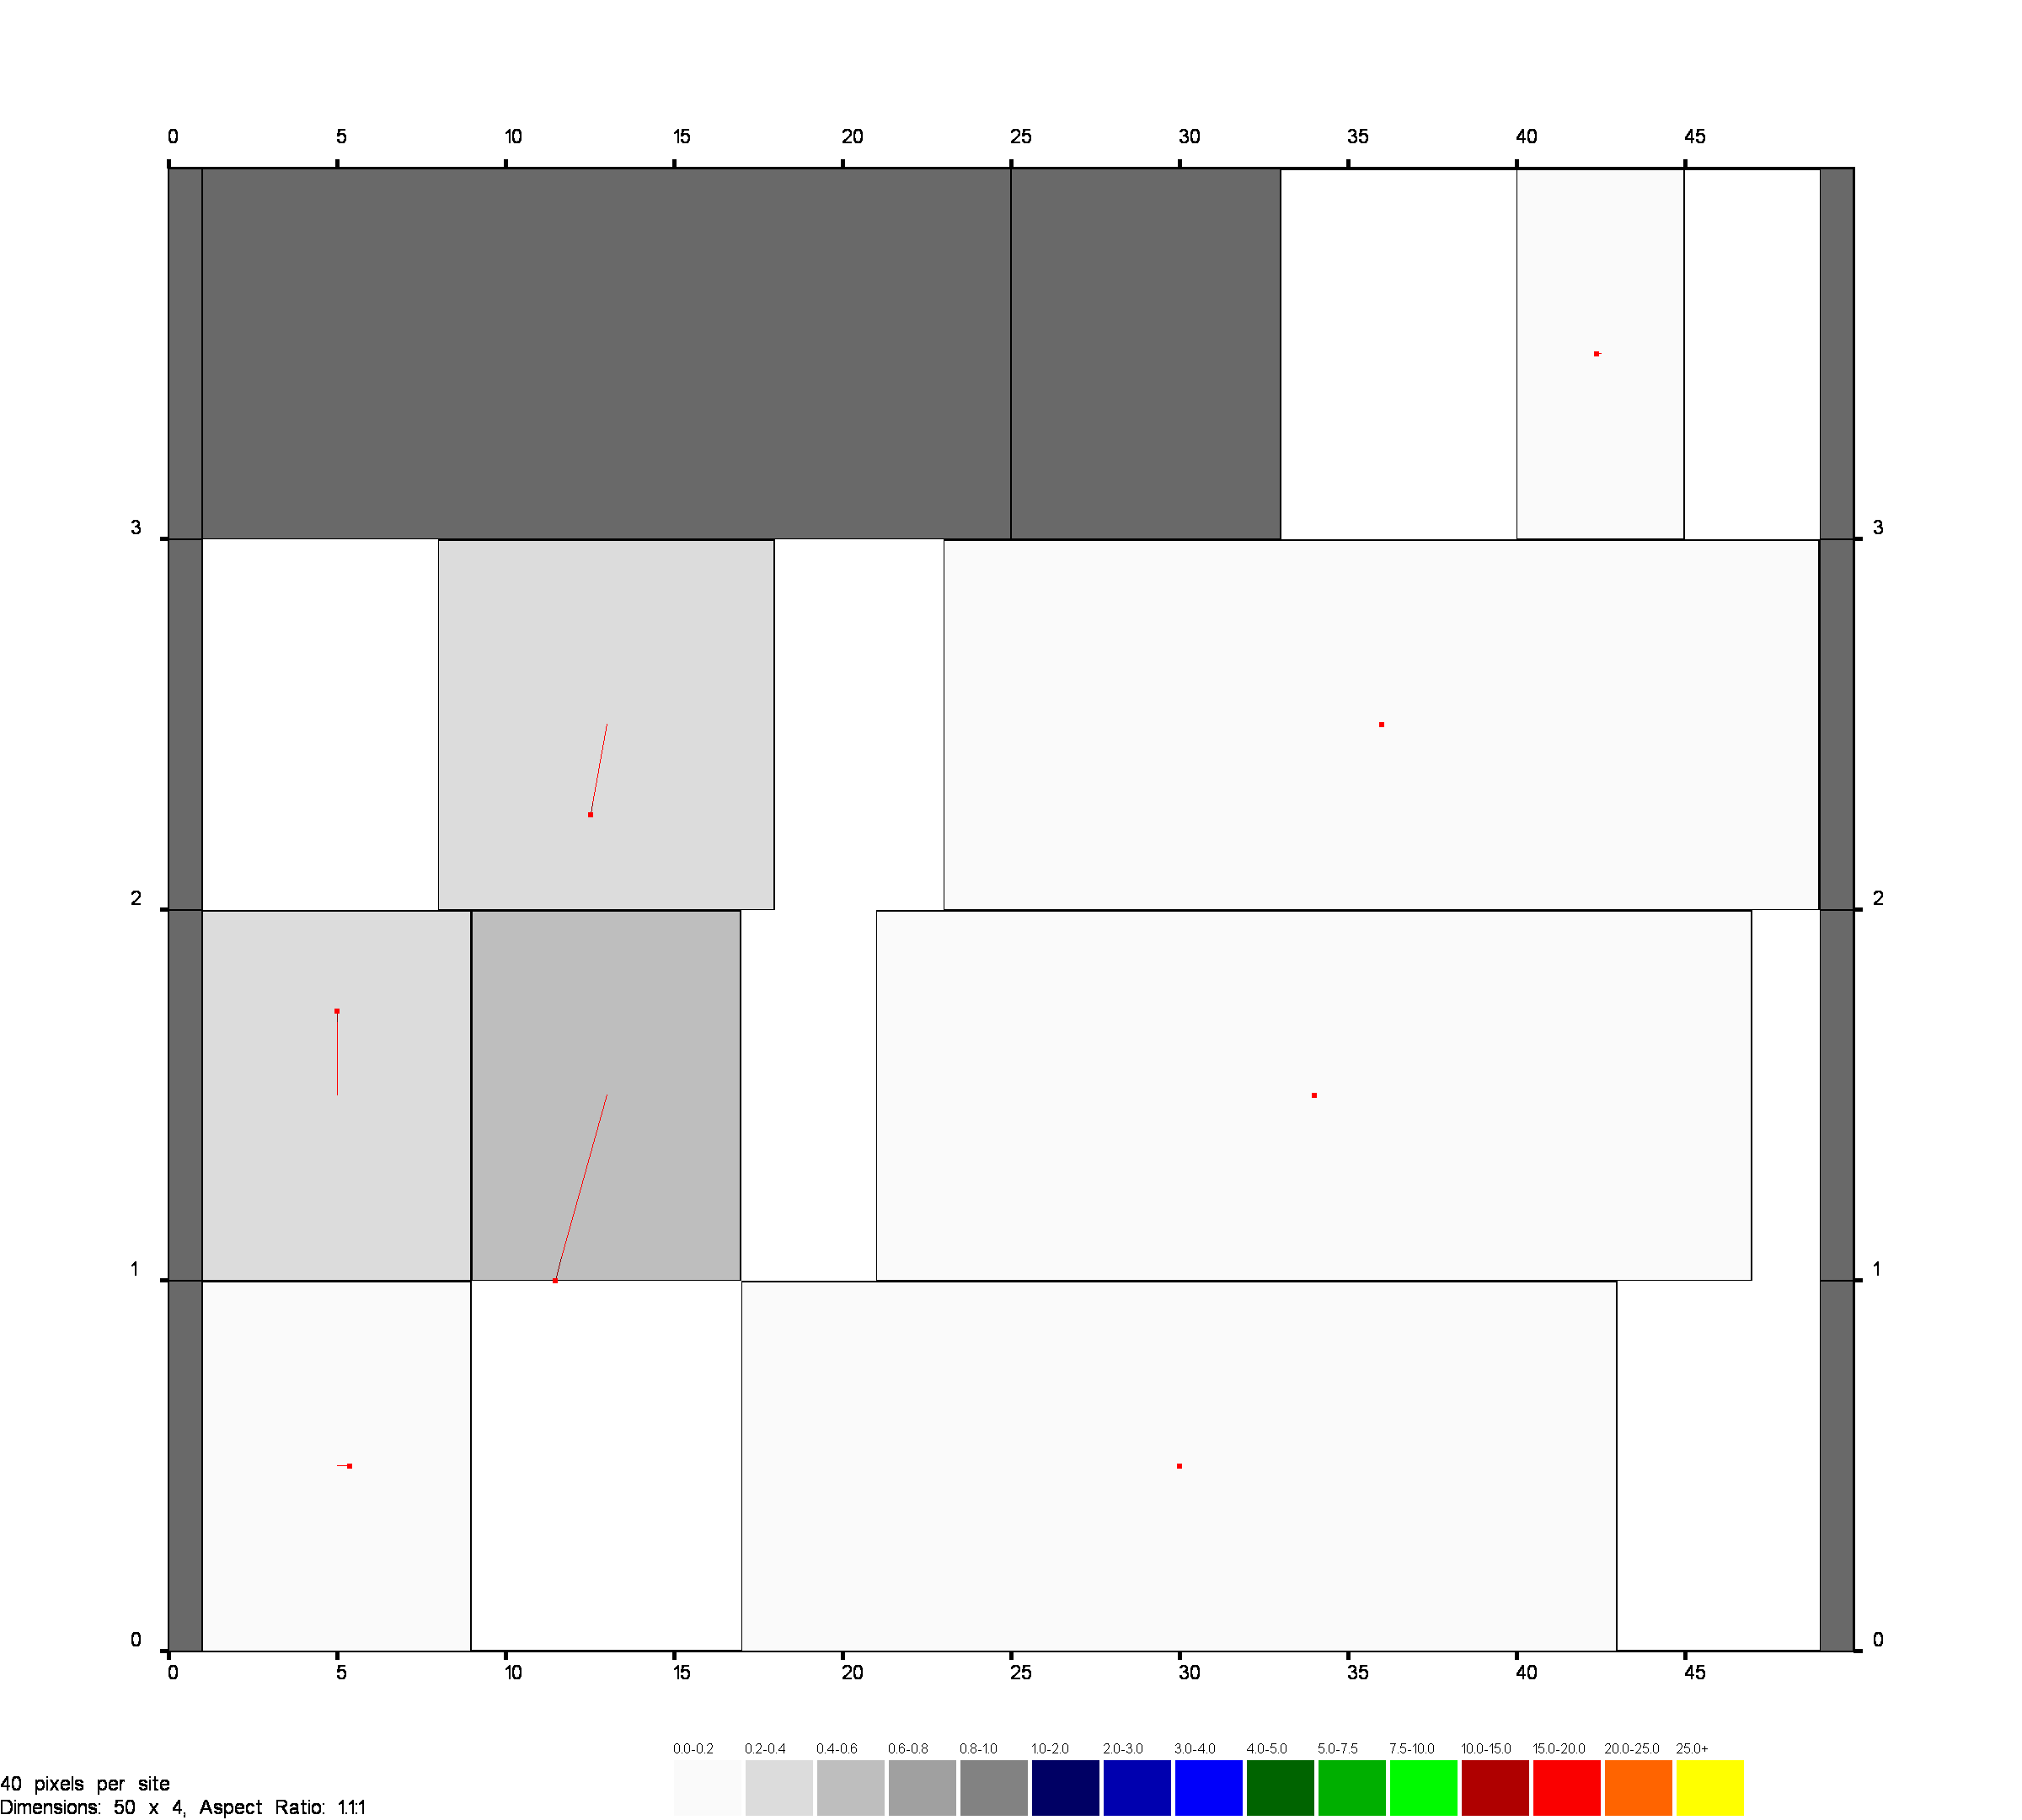 0 5 10 15 20 25 30 35 40 45
3 3
2 2
1 1
0 0
0 5 10 15 20 25 30 35 40 45
0.0-0.2 0.2-0.4 0.4-0.6 0.6-0.8 0.8-1.0 1.0-2.0 2.0-3.0 3.0-4.0 4.0-5.0 5.0-7.5 7.5-10.0 10.0-15.0 15.0-20.0 20.0-25.0 25.0+
40 pixels per site
Dimensions: 50 x 4, Aspect Ratio: 1.1:1